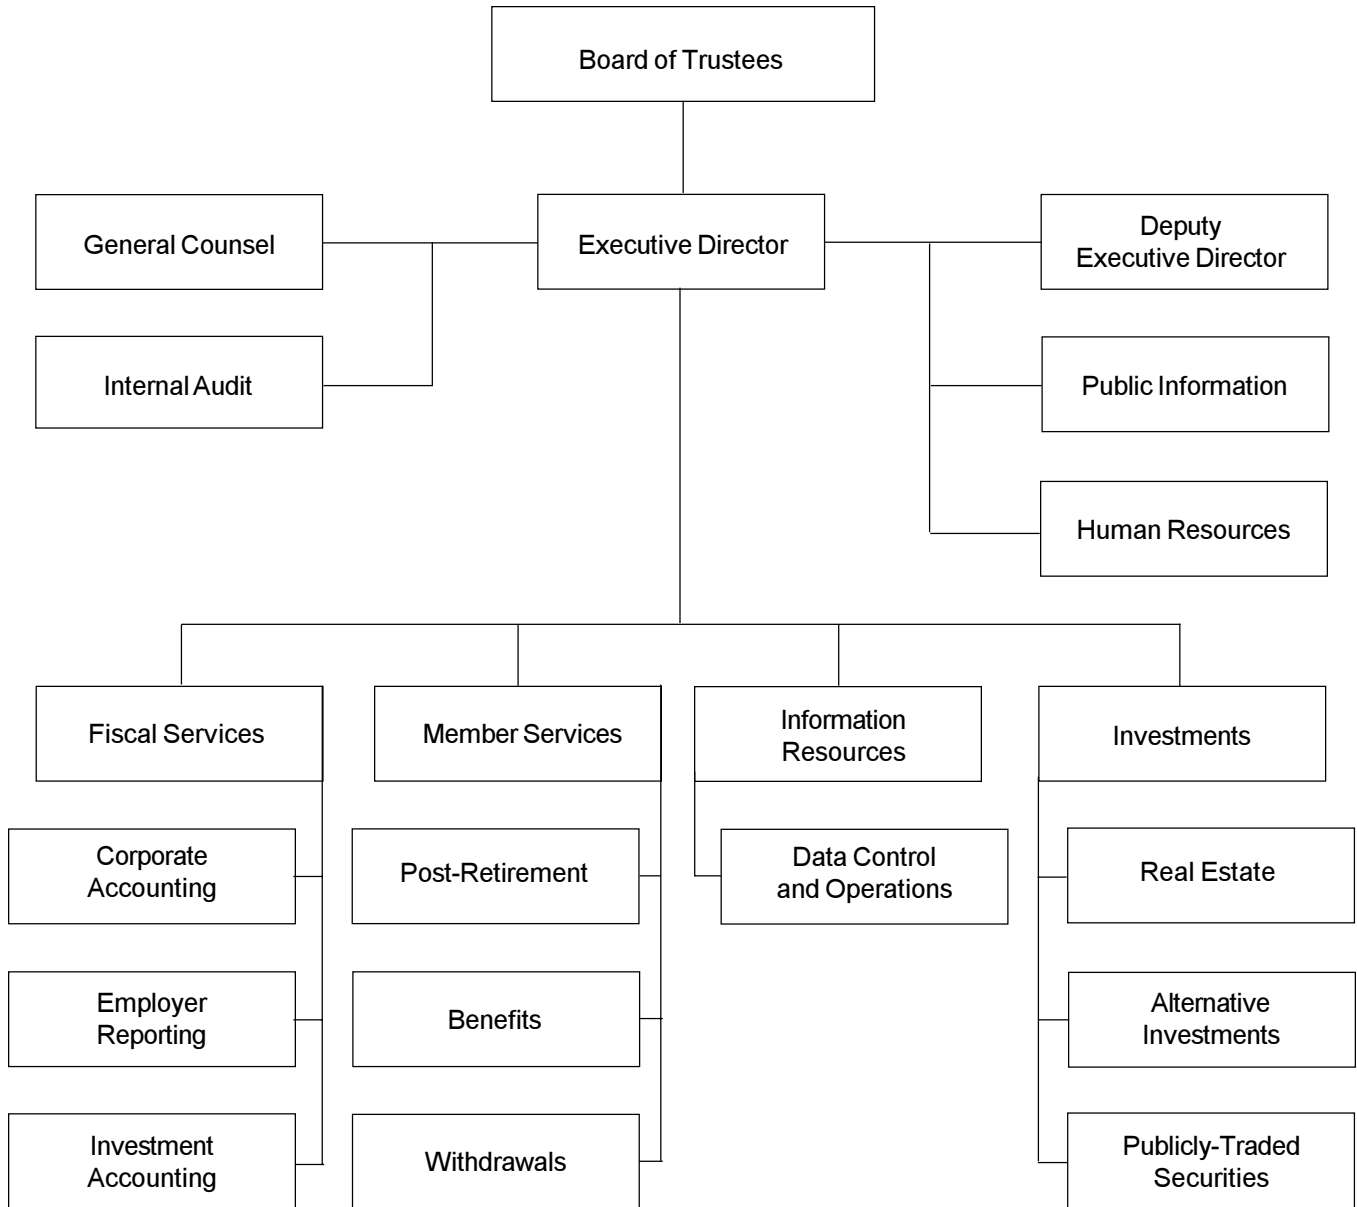 Board of Trustees
General Counsel
Executive Director
Deputy
Executive Director
Internal Audit
Public Information
Human Resources
Fiscal Services
Member Services
Information
Resources
Investments
Corporate
Accounting
Post-Retirement
Data Control
and Operations
Real Estate
Employer
Reporting
Benefits
Alternative
Investments
Investment
Accounting
Withdrawals
Publicly-Traded
Securities